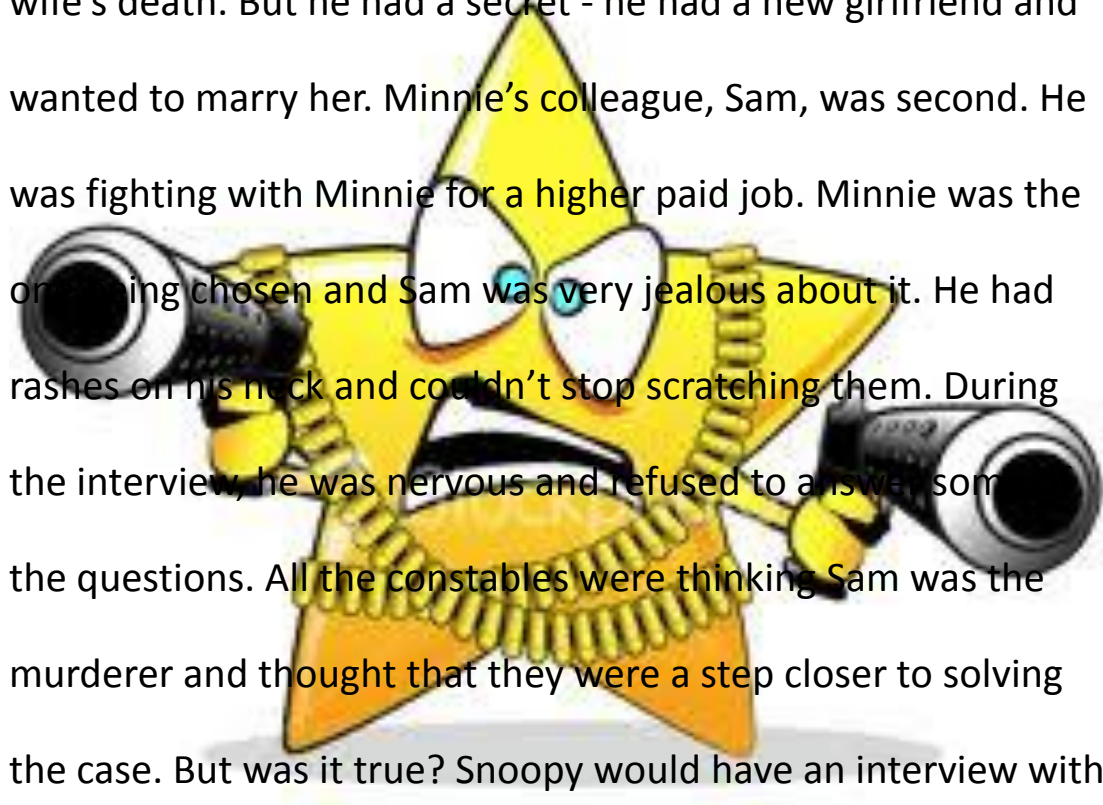 wife's death. But he had a secret - he had a new girlfriend and
wanted to marry her. Minnie's colleague, Sam, was second. He
was fighting with Minnie for a higher paid job. Minnie was the
chosen and Sam was very jealous about it. He had
rashes on his neck and couldn't stop scratching them. During
the interview, he was nervous and refused to answer
the questions. All the constables were thinking Sam was the
murderer and thought that they were a step closer to solving
the case. But was it true? Snoopy would have an interview with